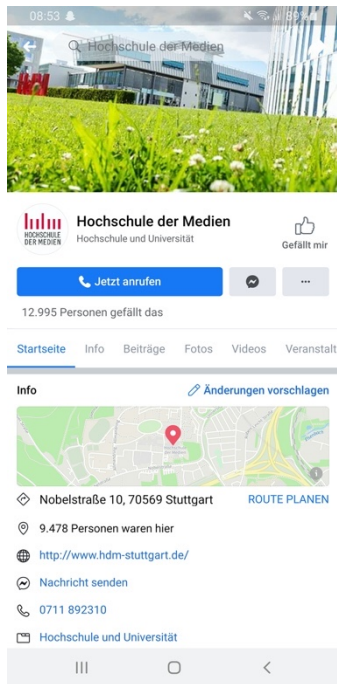 08:53
89%
Hochschule der Medien
HOCHSCHULE
DER MEDIEN
Hochschule der Medien
Hochschule und Universität
Gefällt mir
Jetzt anrufen
12.995 Personen gefällt das
Startseite Info Beiträge Fotos Videos Veranstalt
Info
Änderungen vorschlagen
Nobelstraße 10, 70569 Stuttgart
ROUTE PLANEN
9.478 Personen waren hier
http://www.hdm-stuttgart.de/
Nachricht senden
0711 892310
Hochschule und Universität